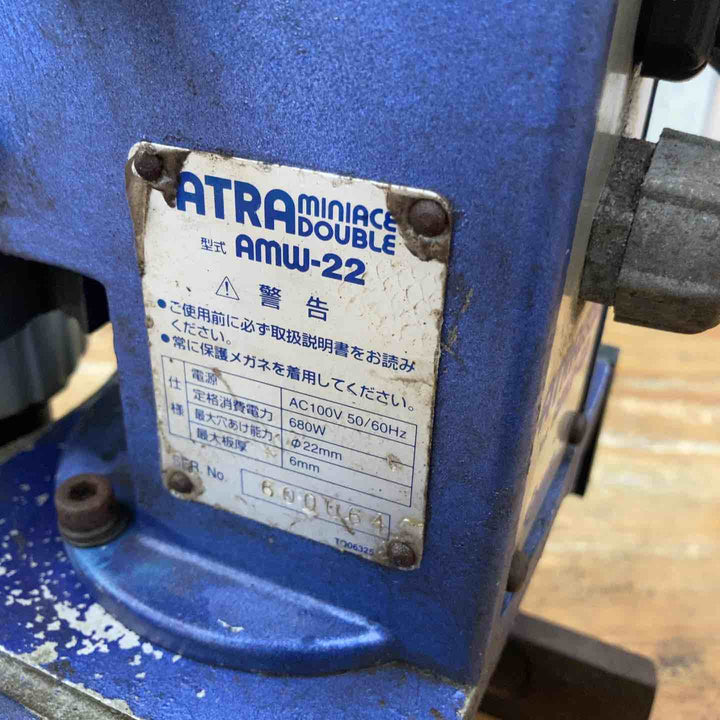 ATRA MINIACE DOUBLE
型式 AMW-22
警告
●ご使用前に必ず取扱説明書をお読み
ください。
●常に保護メガネを着用してください。
仕様
電源 AC100V 50/60Hz
定格消費電力 680W
最大穴あけ能力 Φ22mm
最大板厚 6mm
SER. No.
TQ06325